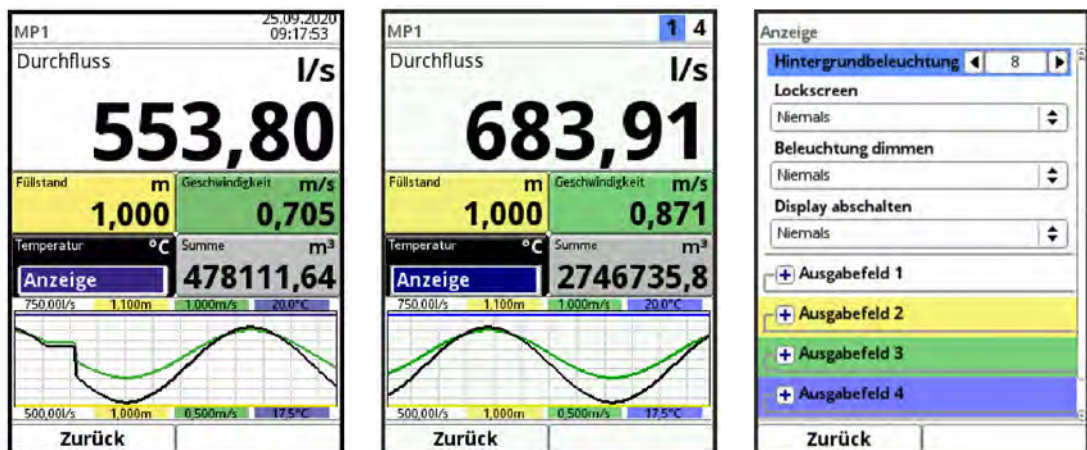 MP1
25.09.2020
09:17:53
Durchfluss
l/s
553,80
Füllstand m
1,000
Geschwindigkeit m/s
0,705
Temperatur °C
Anzeige
Summe m³
478111,64
750,00l/s 1,100m 1,000m/s 20,0°C
500,00l/s 1,000m 0,500m/s 17,5°C
Zurück
MP1
1 4
Durchfluss
l/s
683,91
Füllstand m
1,000
Geschwindigkeit m/s
0,871
Temperatur °C
Anzeige
Summe m³
2746735,8
750,00l/s 1,100m 1,000m/s 20,0°C
500,00l/s 1,000m 0,500m/s 17,5°C
Zurück
Anzeige
Hintergrundbeleuchtung 8
Lockscreen
Niemals
Beleuchtung dimmen
Niemals
Display abschalten
Niemals
Ausgabefeld 1
Ausgabefeld 2
Ausgabefeld 3
Ausgabefeld 4
Zurück